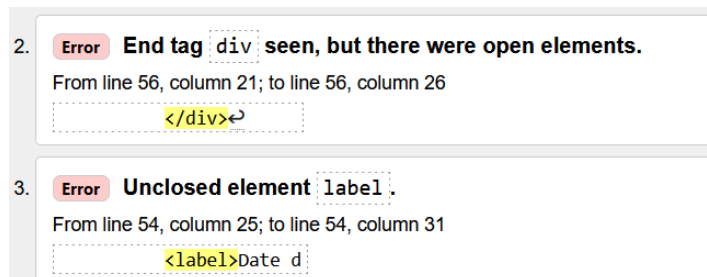 2. Error End tag div seen, but there were open elements.
From line 56, column 21; to line 56, column 26
</div>↩
3. Error Unclosed element label.
From line 54, column 25; to line 54, column 31
<label>Date d